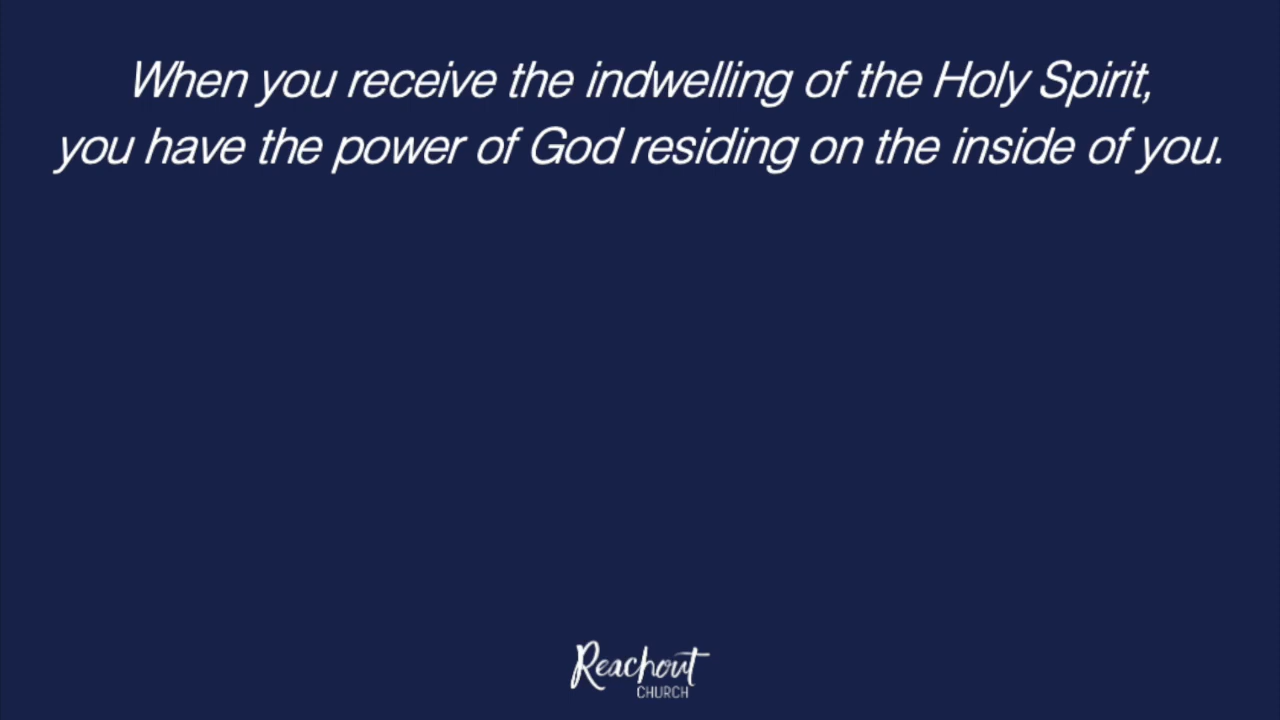 When you receive the indwelling of the Holy Spirit,
you have the power of God residing on the inside of you.
Reachout
CHURCH